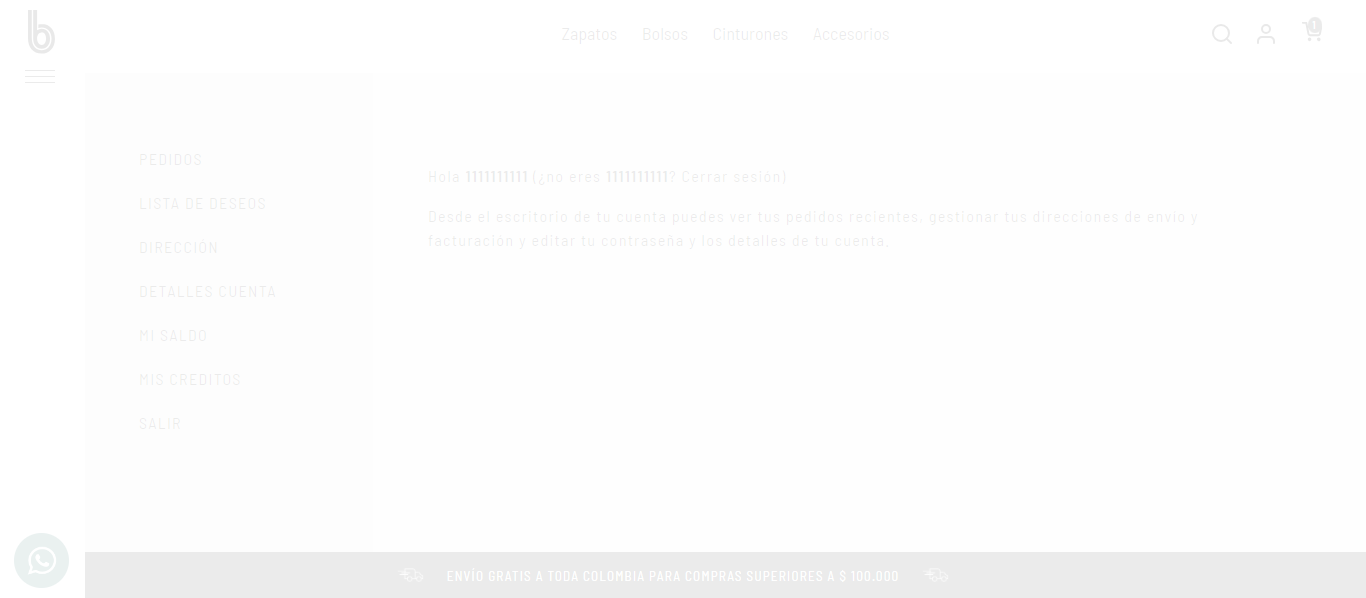 b
Zapatos Bolsos Cinturones Accesorios
1
PEDIDOS
LISTA DE DESEOS
DIRECCIÓN
DETALLES CUENTA
MI SALDO
MIS CREDITOS
SALIR
Hola 1111111111 (¿no eres 1111111111? Cerrar sesión)
Desde el escritorio de tu cuenta puedes ver tus pedidos recientes, gestionar tus direcciones de envío y
facturación y editar tu contraseña y los detalles de tu cuenta.
ENVÍO GRATIS A TODA COLOMBIA PARA COMPRAS SUPERIORES A $ 100.000